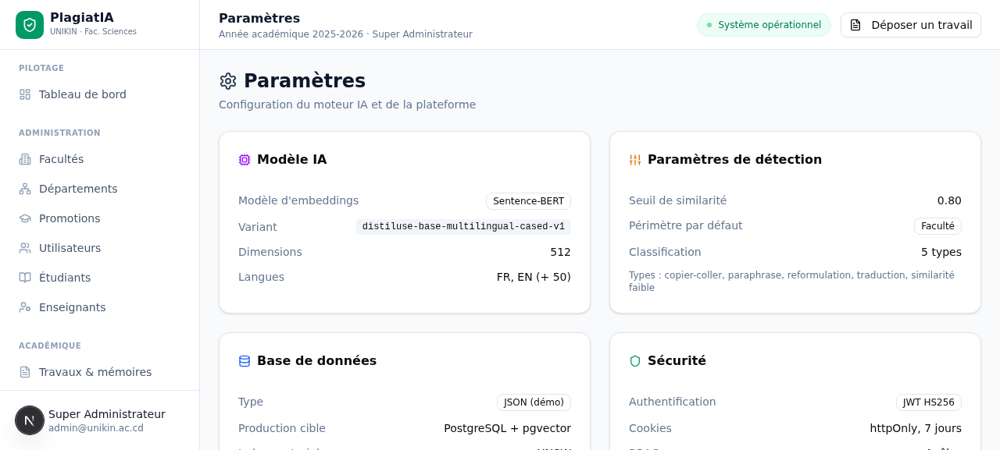 PlagiatIA
UNIKIN · Fac. Sciences
PILOTAGE
Tableau de bord
ADMINISTRATION
Facultés
Départements
Promotions
Utilisateurs
Étudiants
Enseignants
ACADÉMIQUE
Travaux & mémoires
N
Super Administrateur
admin@unikin.ac.cd
Paramètres
Année académique 2025-2026 · Super Administrateur
Système opérationnel
Déposer un travail
Paramètres
Configuration du moteur IA et de la plateforme
Modèle IA
Modèle d'embeddings Sentence-BERT
Variant distiluse-base-multilingual-cased-v1
Dimensions 512
Langues FR, EN (+ 50)
Paramètres de détection
Seuil de similarité 0.80
Périmètre par défaut Faculté
Classification 5 types
Types : copier-coller, paraphrase, reformulation, traduction, similarité
faible
Base de données
Type JSON (démo)
Production cible PostgreSQL + pgvector
Sécurité
Authentification JWT HS256
Cookies httpOnly, 7 jours